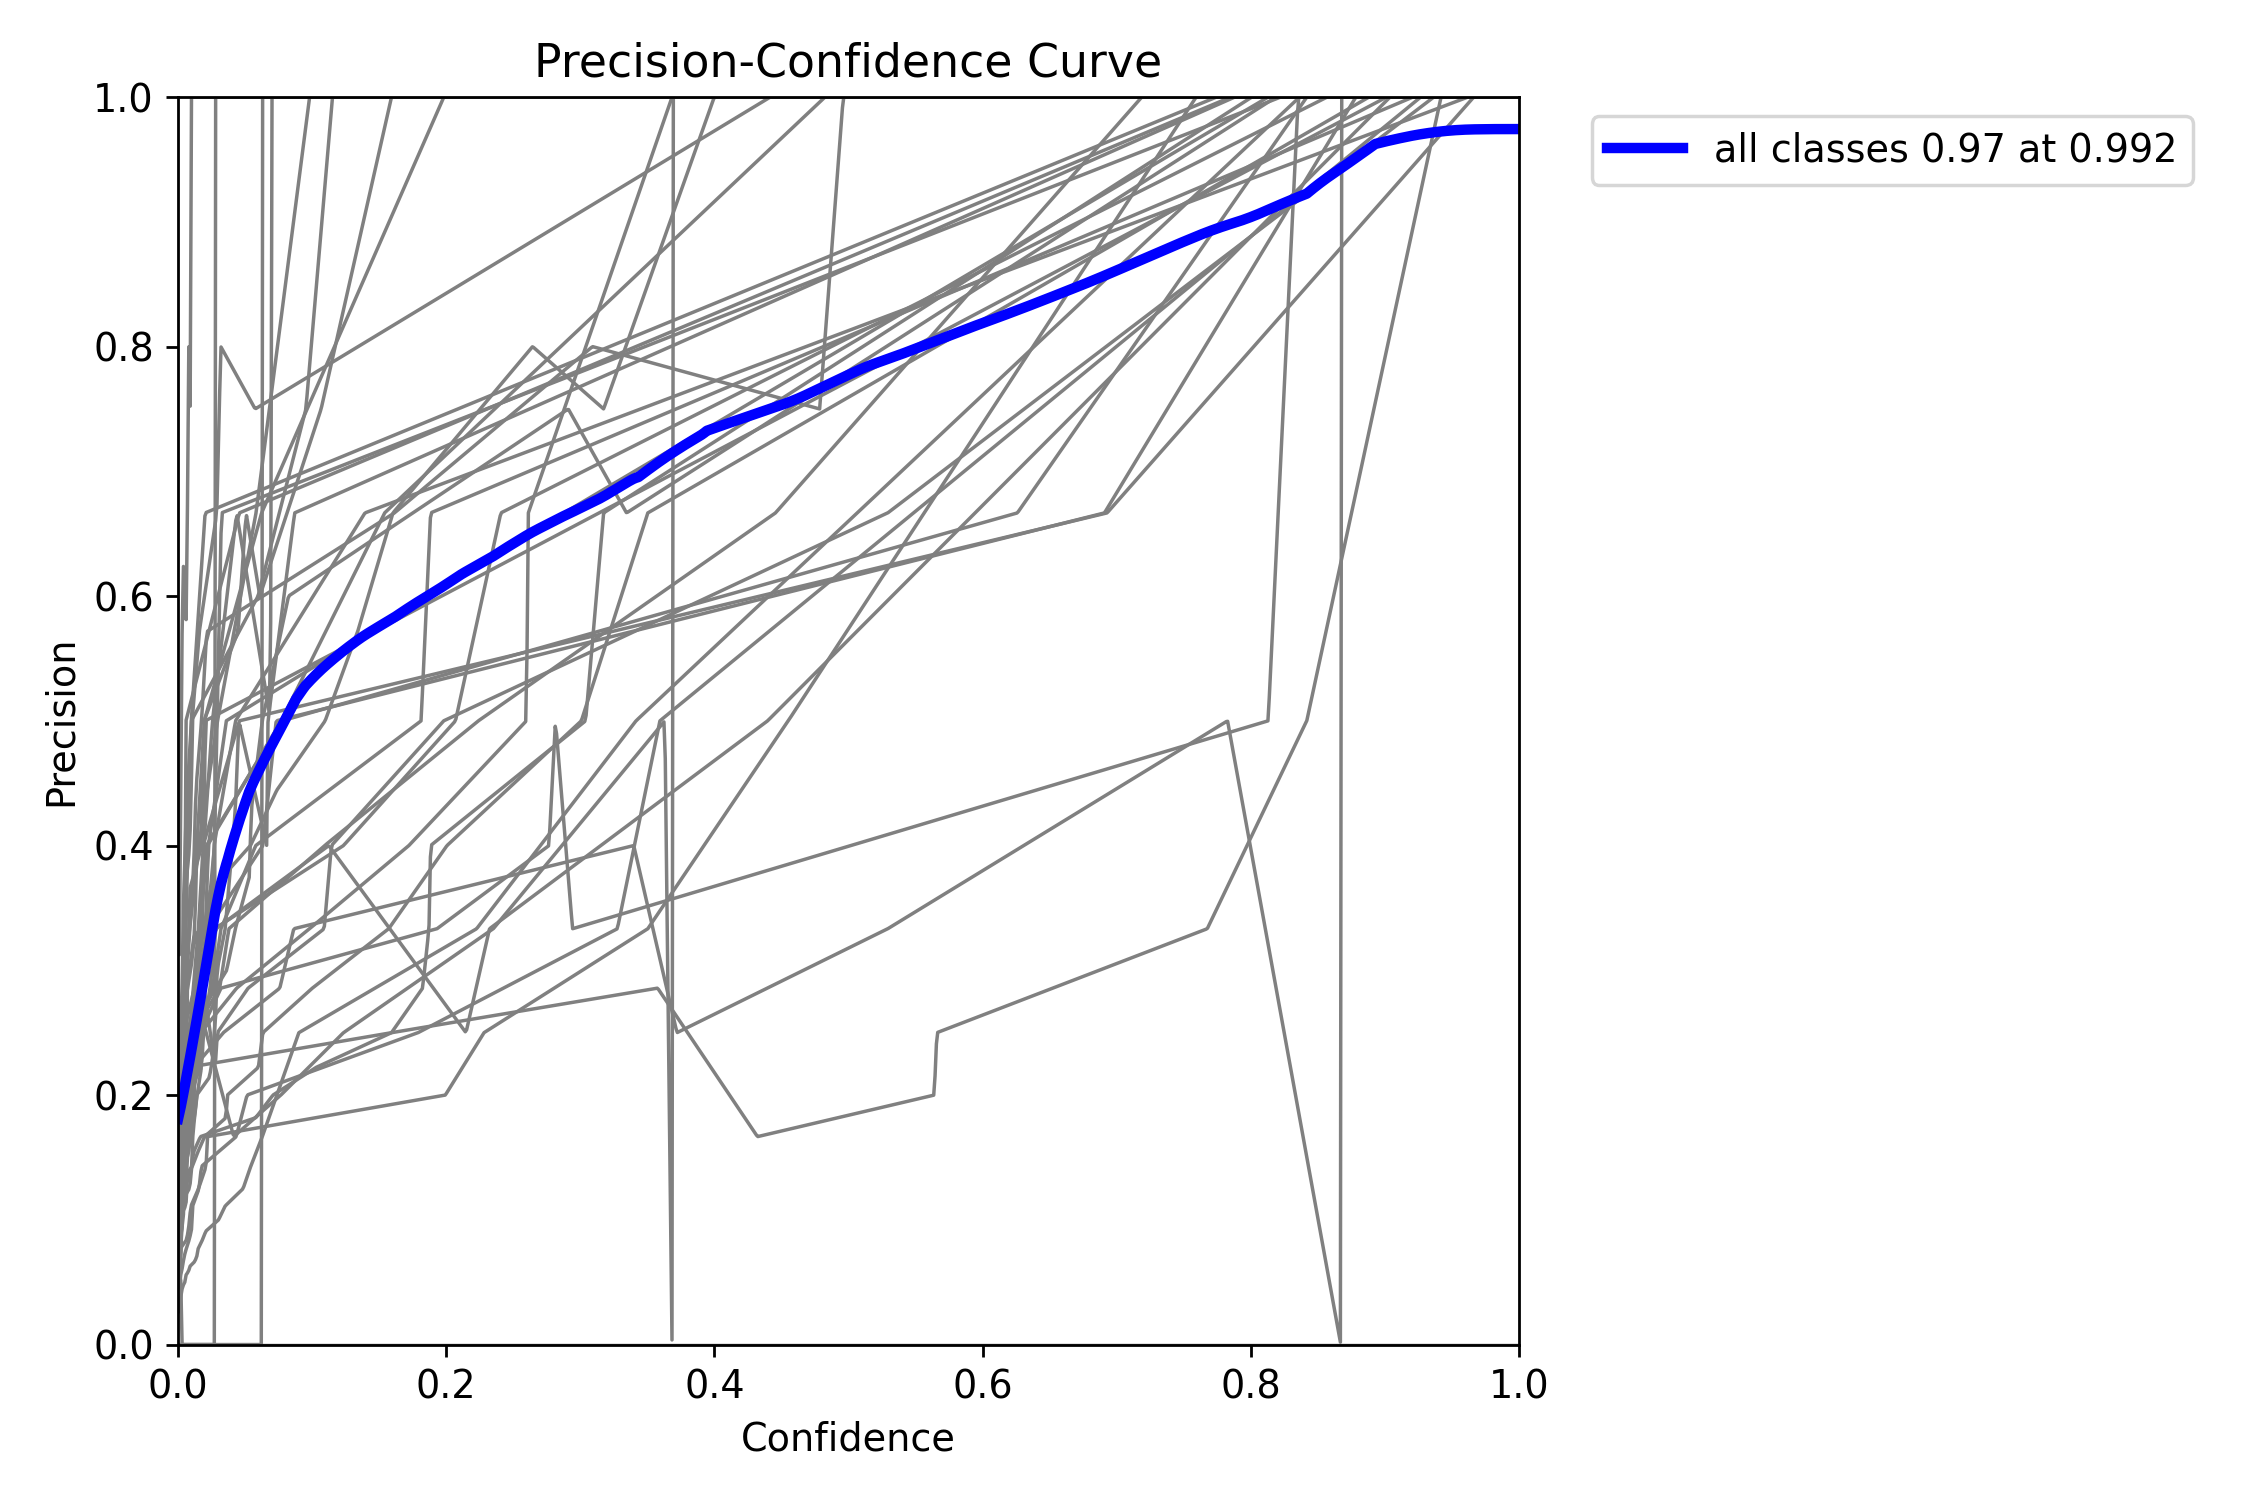 Precision-Confidence Curve
all classes 0.97 at 0.992
Precision
1.0
0.8
0.6
0.4
0.2
0.0
0.0 0.2 0.4 0.6 0.8 1.0
Confidence